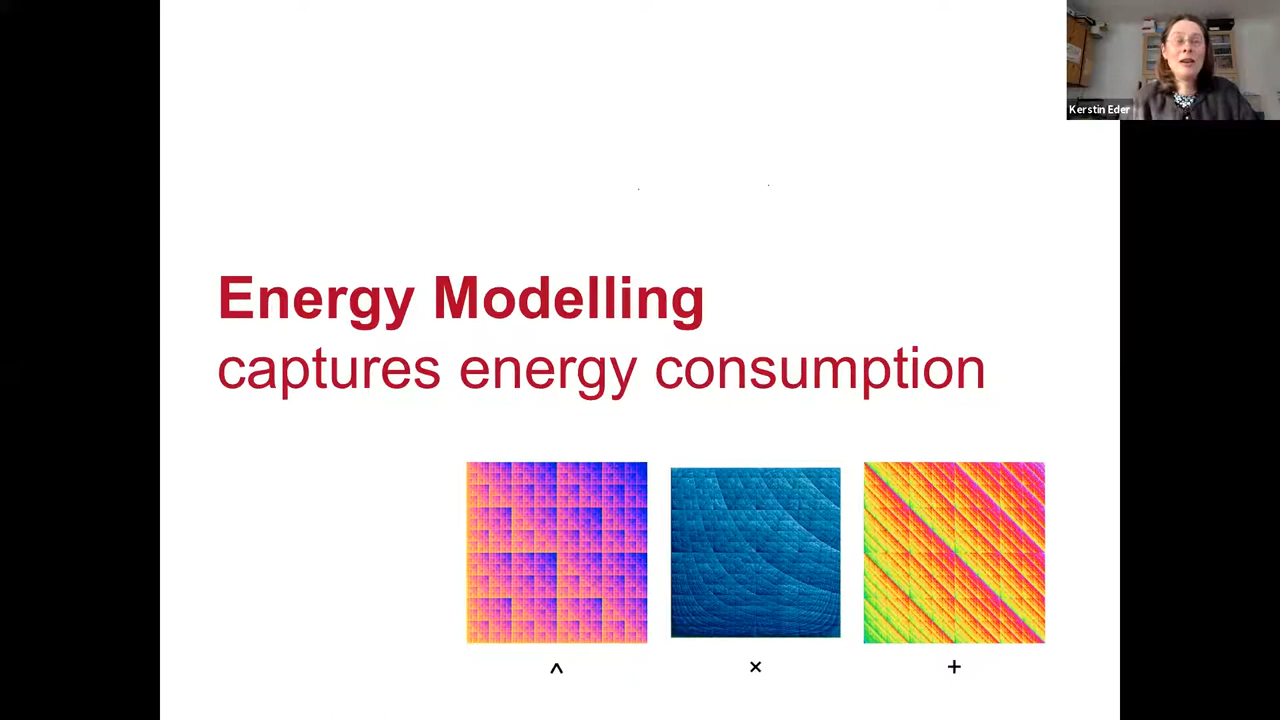 Kerstin Eder
Energy Modelling
captures energy consumption
^ × +